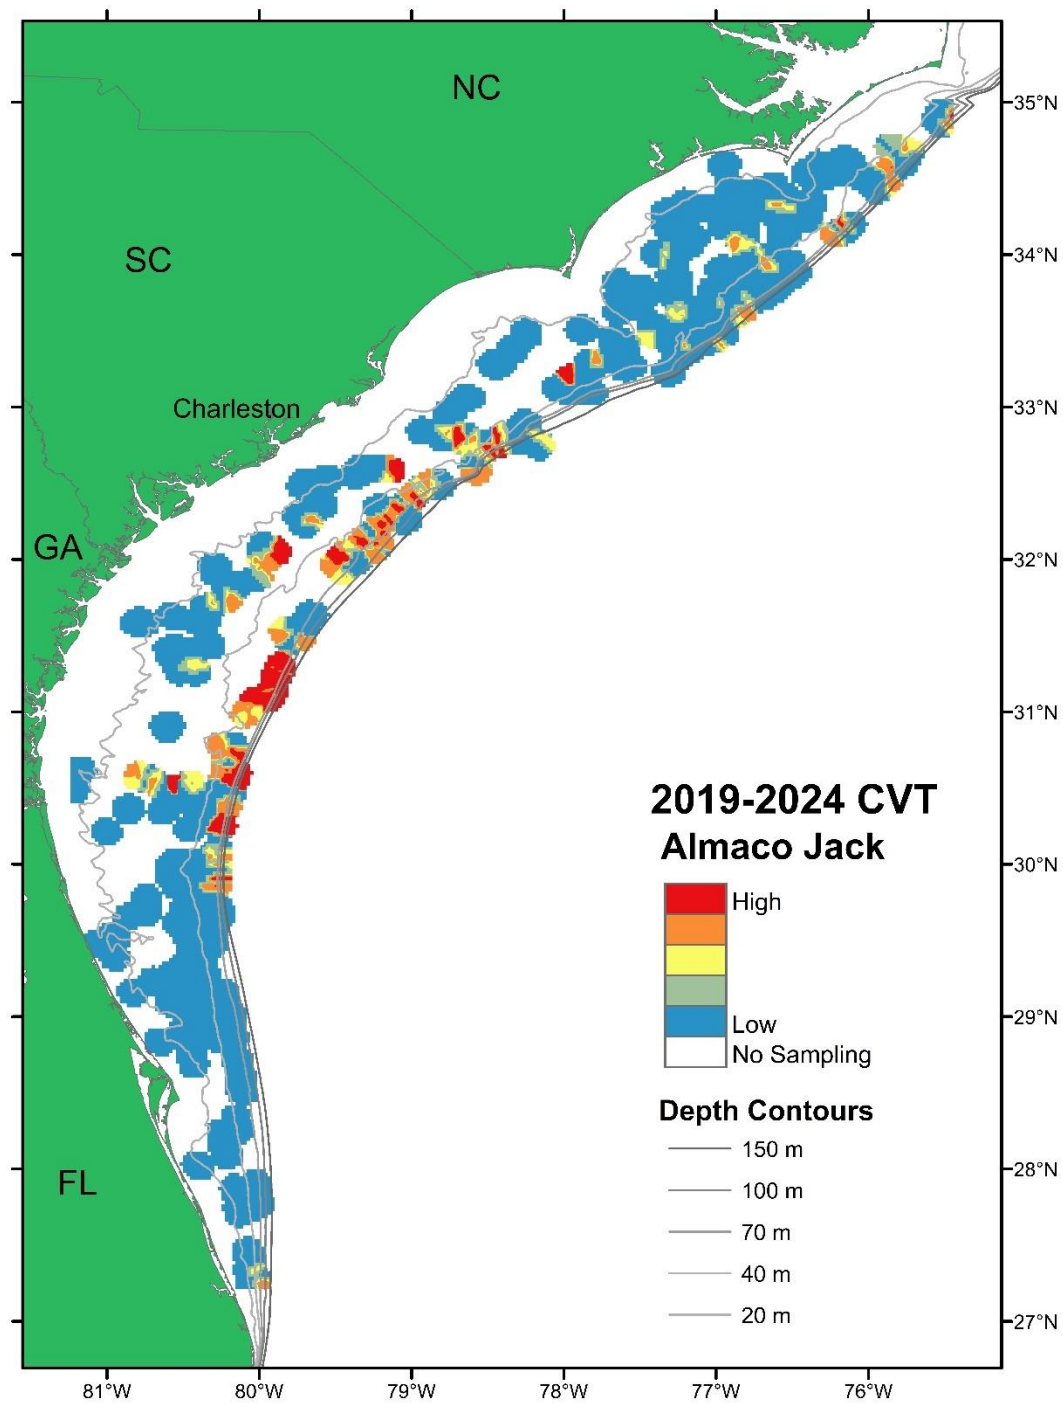 NC
35°N
SC
34°N
Charleston
33°N
GA
32°N
31°N
2019-2024 CVT
Almaco Jack
30°N
High
Low
29°N
No Sampling
Depth Contours
150 m
28°N
FL
100 m
70 m
40 m
20 m
27°N
81°W 80°W 79°W 78°W 77°W 76°W